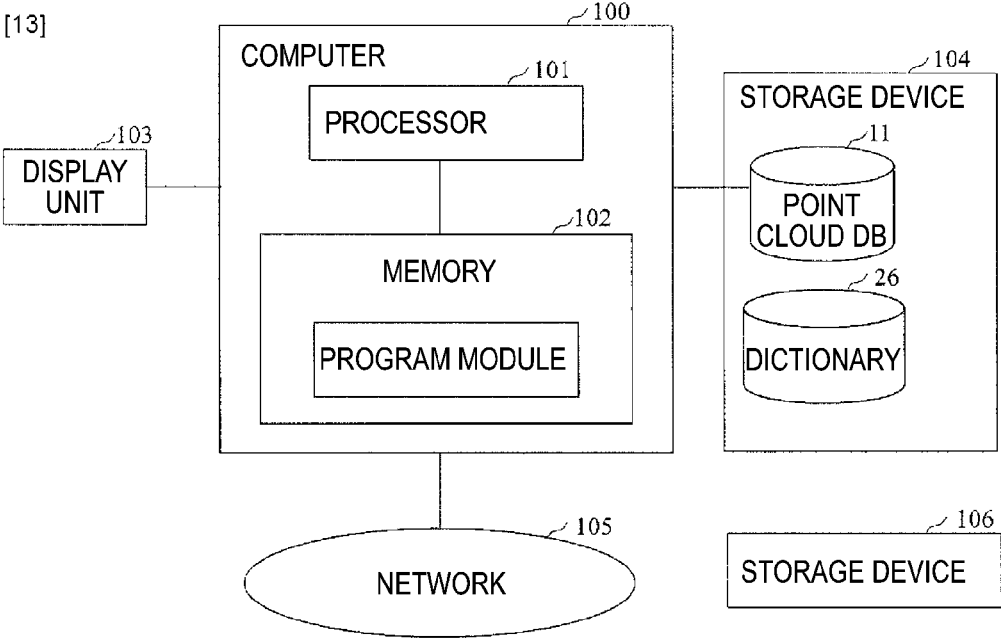 [13]
100
COMPUTER
101
PROCESSOR
104
STORAGE DEVICE
103
DISPLAY
UNIT
11
POINT
CLOUD DB
102
MEMORY
26
PROGRAM MODULE
DICTIONARY
105
NETWORK
106
STORAGE DEVICE